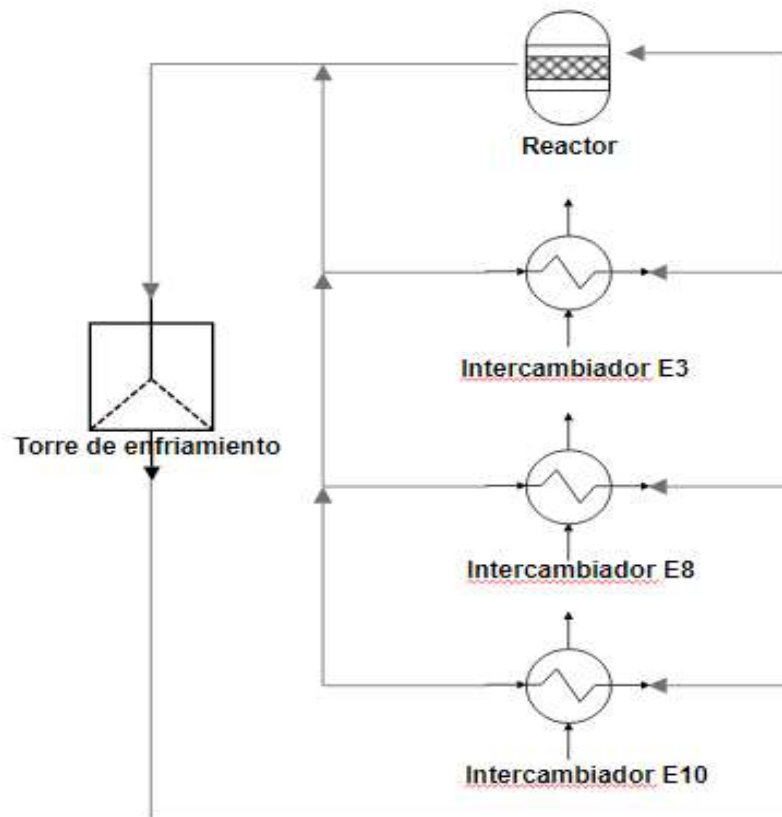 Reactor
Intercambiador E3
Torre de enfriamiento
Intercambiador E8
Intercambiador E10